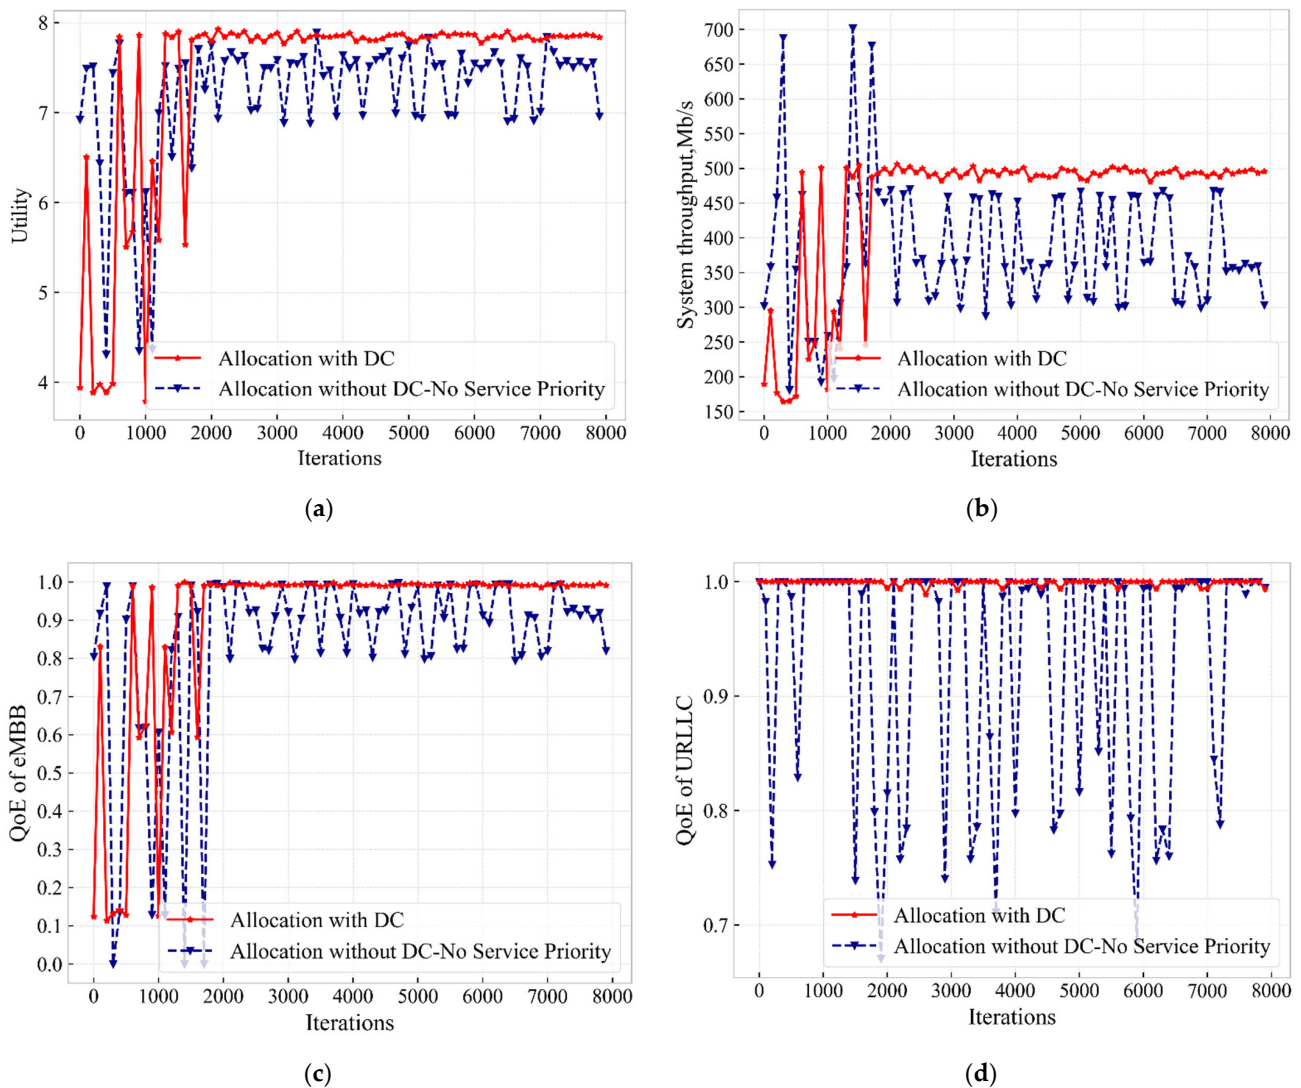 8
7
6
5
4
Utility
0 1000 2000 3000 4000 5000 6000 7000 8000
Iterations
Allocation with DC
Allocation without DC-No Service Priority
(a)
700
650
600
550
500
450
400
350
300
250
200
150
System throughput,Mb/s
0 1000 2000 3000 4000 5000 6000 7000 8000
Iterations
Allocation with DC
Allocation without DC-No Service Priority
(b)
1.0
0.9
0.8
0.7
0.6
0.5
0.4
0.3
0.2
0.1
0.0
QoE of eMBB
0 1000 2000 3000 4000 5000 6000 7000 8000
Iterations
Allocation with DC
Allocation without DC-No Service Priority
(c)
1.0
0.9
0.8
0.7
QoE of URLLC
0 1000 2000 3000 4000 5000 6000 7000 8000
Iterations
Allocation with DC
Allocation without DC-No Service Priority
(d)